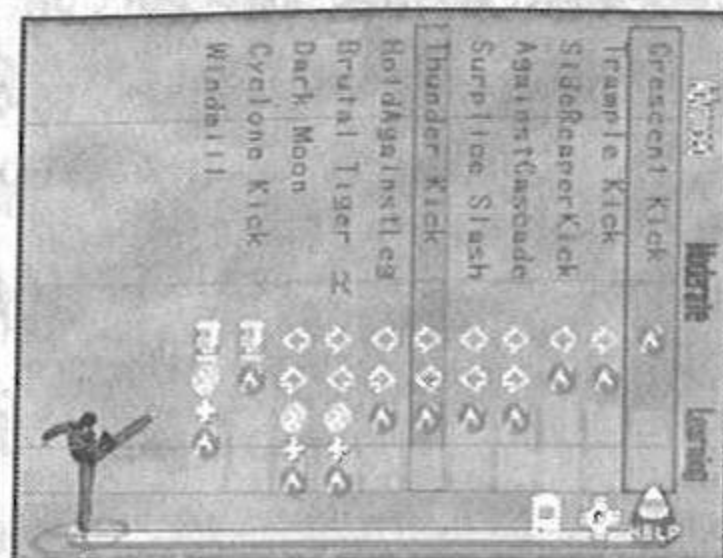 Moderate
Learning
Crescent Kick
Trample Kick
SideReaperKick
AgainstCascade
Surplice Slash
Thunder Kick
HoldAgainstLeg
Brutal Tiger
Dark Moon
Cyclone Kick
Windmill
HELP